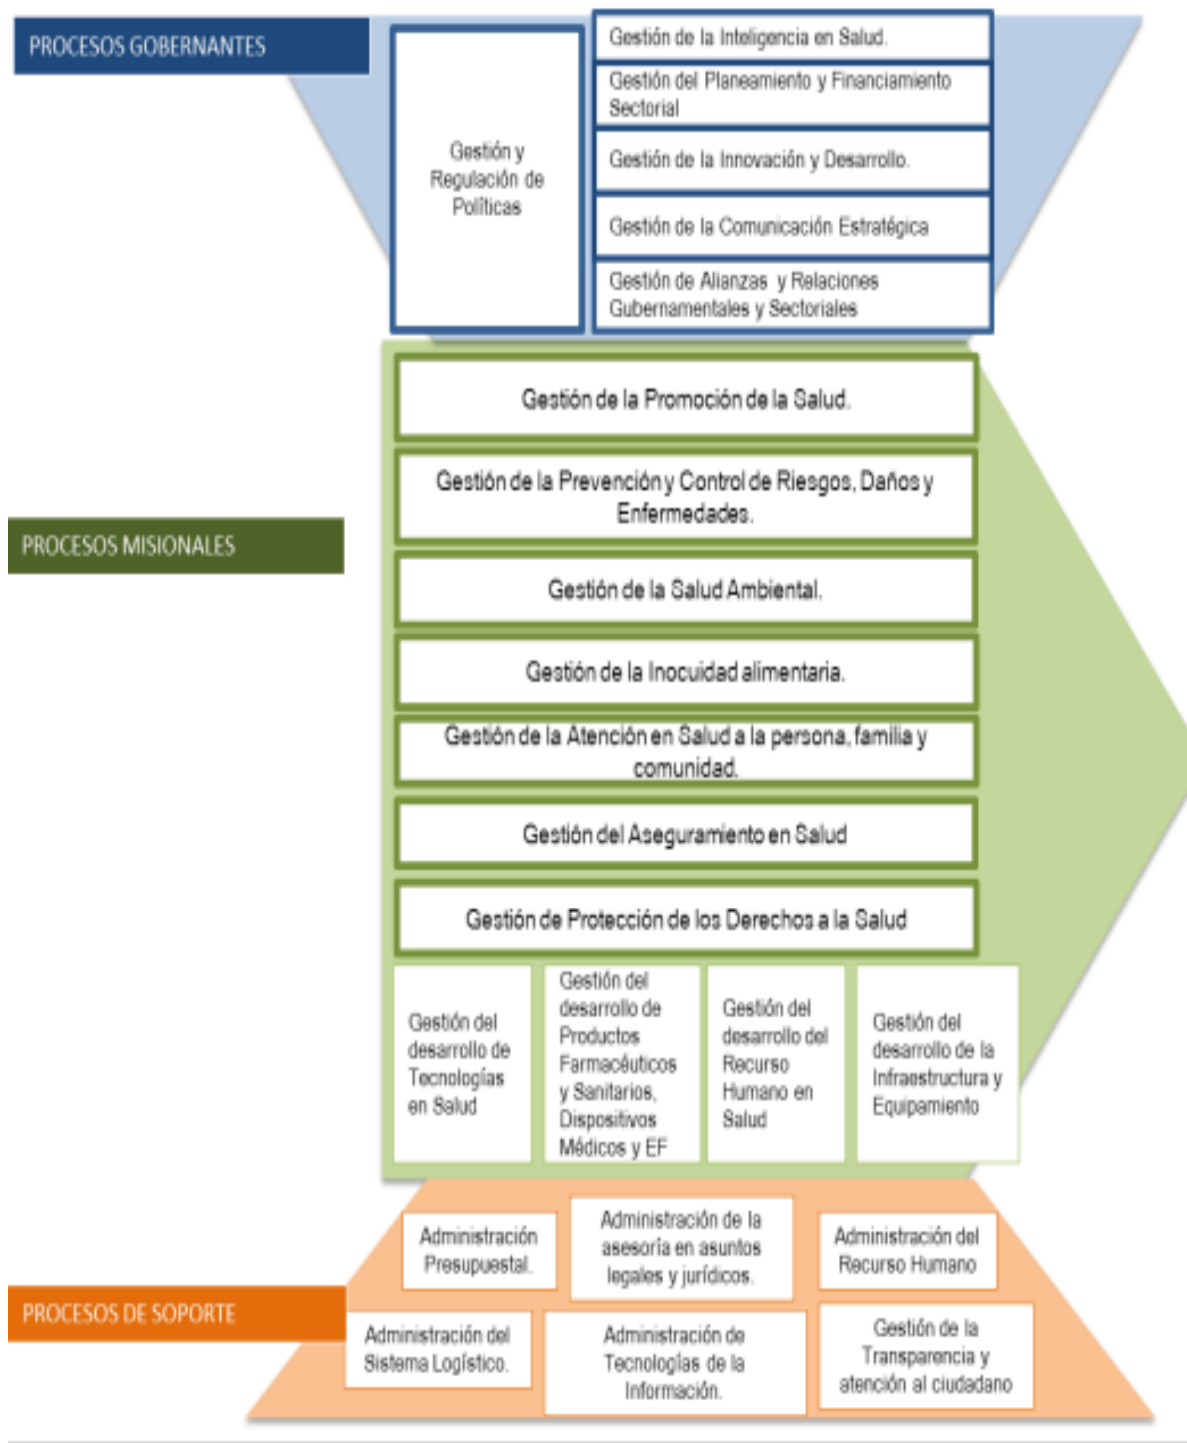 PROCESOS GOBERNANTES
Gestión y
Regulación de
Políticas
Gestión de la Inteligencia en Salud.
Gestión del Planeamiento y Financiamiento
Sectorial
Gestión de la Innovación y Desarrollo.
Gestión de la Comunicación Estratégica
Gestión de Alianzas y Relaciones
Gubernamentales y Sectoriales
PROCESOS MISIONALES
Gestión de la Promoción de la Salud.
Gestión de la Prevención y Control de Riesgos, Daños y
Enfermedades.
Gestión de la Salud Ambiental.
Gestión de la Inocuidad alimentaria.
Gestión de la Atención en Salud a la persona, familia y
comunidad.
Gestión del Aseguramiento en Salud
Gestión de Protección de los Derechos a la Salud
Gestión del
desarrollo de
Tecnologías
en Salud
Gestión del
desarrollo de
Productos
Farmacéuticos
y Sanitarios,
Dispositivos
Médicos y EF
Gestión del
desarrollo del
Recurso
Humano en
Salud
Gestión del
desarrollo de la
Infraestructura y
Equipamiento
PROCESOS DE SOPORTE
Administración
Presupuestal.
Administración de la
asesoría en asuntos
legales y jurídicos.
Administración del
Recurso Humano
Administración del
Sistema Logístico.
Administración de
Tecnologías de la
Información.
Gestión de la
Transparencia y
atención al ciudadano